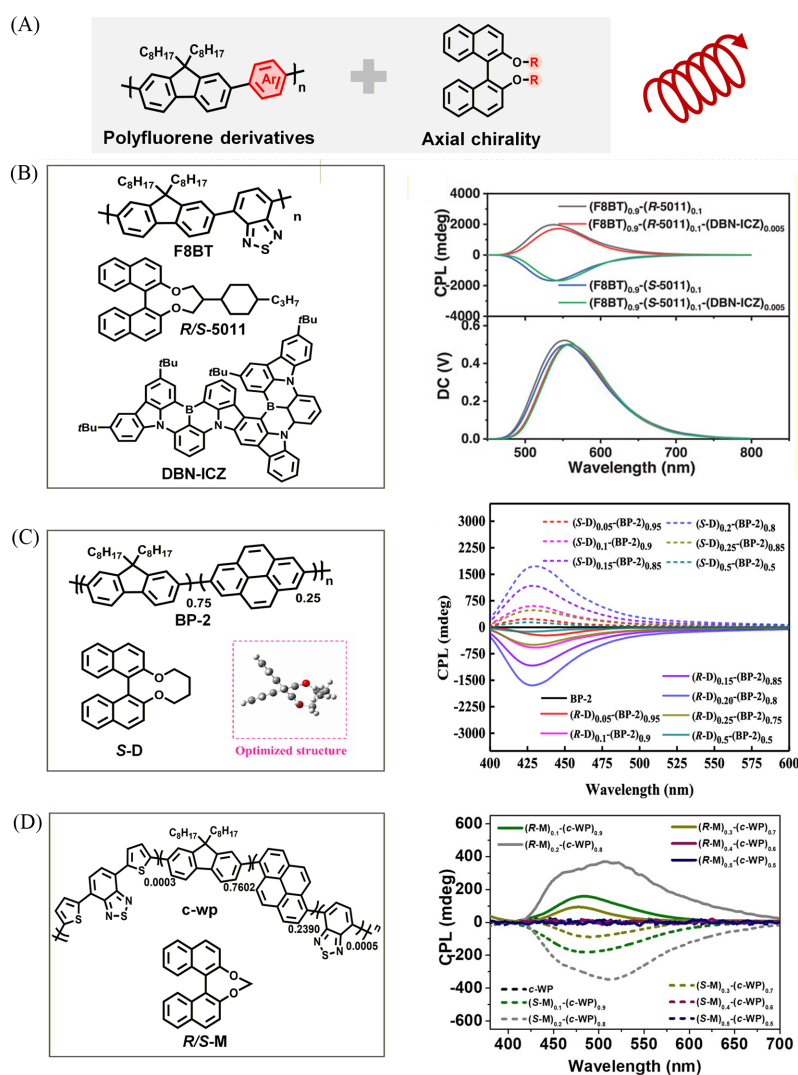 (A)
C₈H₁₇ C₈H₁₇
Ar
n
O–R
O–R
Polyfluorene derivatives
Axial chirality
(B)
C₈H₁₇ C₈H₁₇
n
N S N
F8BT
O
O
C₃H₇
R/S-5011
tBu
tBu
N
tBu
B
B
tBu
N
N
N
DBN-ICZ
4000
2000
0
-2000
-4000
CPL (mdeg)
(F8BT)0.9-(R-5011)0.1
(F8BT)0.9-(R-5011)0.1-(DBN-ICZ)0.005
(F8BT)0.9-(S-5011)0.1
(F8BT)0.9-(S-5011)0.1-(DBN-ICZ)0.005
0.6
0.4
0.2
0.0
DC (V)
500 600 700 800
Wavelength (nm)
(C)
C₈H₁₇ C₈H₁₇
0.75
0.25
n
BP-2
O
O
S-D
Optimized structure
3000
2250
1500
750
0
-750
-1500
-2250
-3000
CPL (mdeg)
(S-D)0.05-(BP-2)0.95
(S-D)0.2-(BP-2)0.8
(S-D)0.1-(BP-2)0.9
(S-D)0.25-(BP-2)0.85
(S-D)0.15-(BP-2)0.85
(S-D)0.5-(BP-2)0.5
(R-D)0.15-(BP-2)0.85
BP-2
(R-D)0.20-(BP-2)0.8
(R-D)0.05-(BP-2)0.95
(R-D)0.25-(BP-2)0.75
(R-D)0.1-(BP-2)0.9
(R-D)0.5-(BP-2)0.5
400 425 450 475 500 525 550 575 600
Wavelength (nm)
(D)
C₈H₁₇ C₈H₁₇
S
S
N S N
0.0003
0.7602
c-wp
0.2390
N S N
0.0005
n
O
O
R/S-M
600
400
200
0
-200
-400
-600
CPL (mdeg)
(R-M)0.1-(c-WP)0.9
(R-M)0.3-(c-WP)0.7
(R-M)0.2-(c-WP)0.8
(R-M)0.4-(c-WP)0.6
(R-M)0.5-(c-WP)0.5
c-WP
(S-M)0.3-(c-WP)0.7
(S-M)0.1-(c-WP)0.9
(S-M)0.4-(c-WP)0.6
(S-M)0.2-(c-WP)0.8
(S-M)0.5-(c-WP)0.5
400 450 500 550 600 650 700
Wavelength (nm)